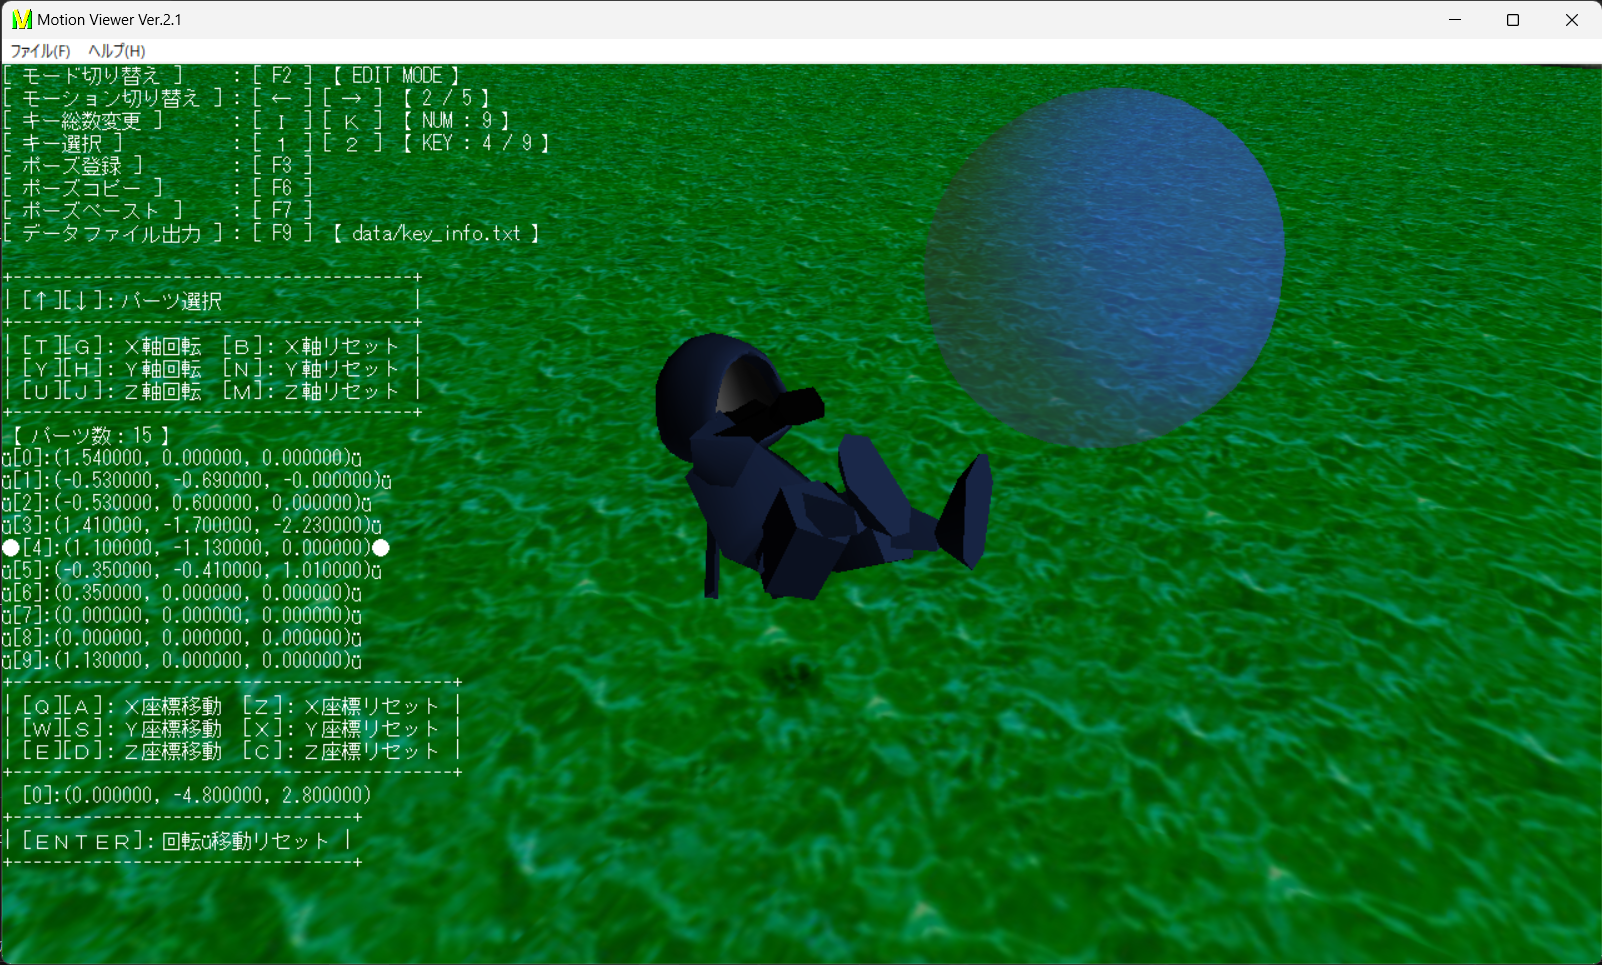 Motion Viewer Ver.2.1
ファイル(F) ヘルプ(H)
[ モード切り替え ] : [ F2 ] 【 EDIT MODE 】
[ モーション切り替え ] : [ ← ] [ → ] 【 2 / 5 】
[ キー総数変更 ] : [ I ] [ K ] 【 NUM : 9 】
[ キー選択 ] : [ 1 ] [ 2 ] 【 KEY : 4 / 9 】
[ ポーズ登録 ] : [ F3 ]
[ ポーズコピー ] : [ F6 ]
[ ポーズペースト ] : [ F7 ]
[ データファイル出力 ] : [ F9 ] 【 data/key_info.txt 】
+-----------------------------------------+
| [↑][↓]: パーツ選択 |
+-----------------------------------------+
| [T][G]: X軸回転 [B]: X軸リセット |
| [Y][H]: Y軸回転 [N]: Y軸リセット |
| [U][J]: Z軸回転 [M]: Z軸リセット |
+-----------------------------------------+
【 パーツ数 : 15 】
ü[0]:(1.540000, 0.000000, 0.000000)ü
ü[1]:(-0.530000, -0.690000, -0.000000)ü
ü[2]:(-0.530000, 0.600000, 0.000000)ü
ü[3]:(1.410000, -1.700000, -2.230000)ü
●[4]:(1.100000, -1.130000, 0.000000)●
ü[5]:(-0.350000, -0.410000, 1.010000)ü
ü[6]:(0.350000, 0.000000, 0.000000)ü
ü[7]:(0.000000, 0.000000, 0.000000)ü
ü[8]:(0.000000, 0.000000, 0.000000)ü
ü[9]:(1.130000, 0.000000, 0.000000)ü
+---------------------------------------------+
| [Q][A]: X座標移動 [Z]: X座標リセット |
| [W][S]: Y座標移動 [X]: Y座標リセット |
| [E][D]: Z座標移動 [C]: Z座標リセット |
+---------------------------------------------+
[0]:(0.000000, -4.800000, 2.800000)
+-----------------------------------+
| [ENTER]: 回転ü移動リセット |
+-----------------------------------+